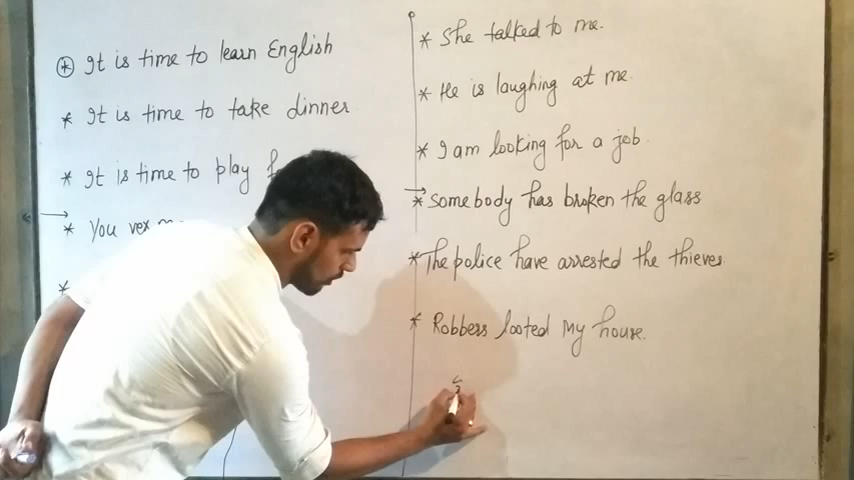 * It is time to learn English
* It is time to take dinner
* It is time to play
* You vex
*
* She talked to me.
* He is laughing at me.
* I am looking for a job.
* Somebody has broken the glass
* The police have arrested the thieves.
* Robbers looted my house.